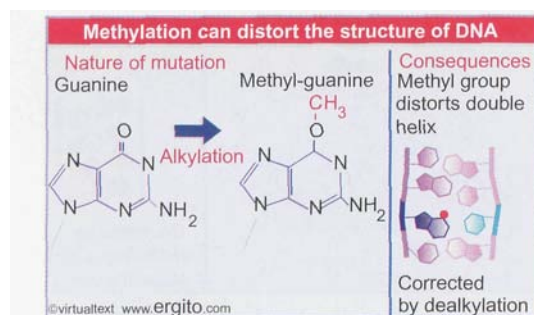 Methylation can distort the structure of DNA
Nature of mutation
Guanine
Methyl-guanine
CH3
O
O
Alkylation
N
N
N
N
NH2
N
N
N
N
NH2
Consequences
Methyl group
distorts double
helix
Corrected
by dealkylation
©virtualtext www.ergito.com